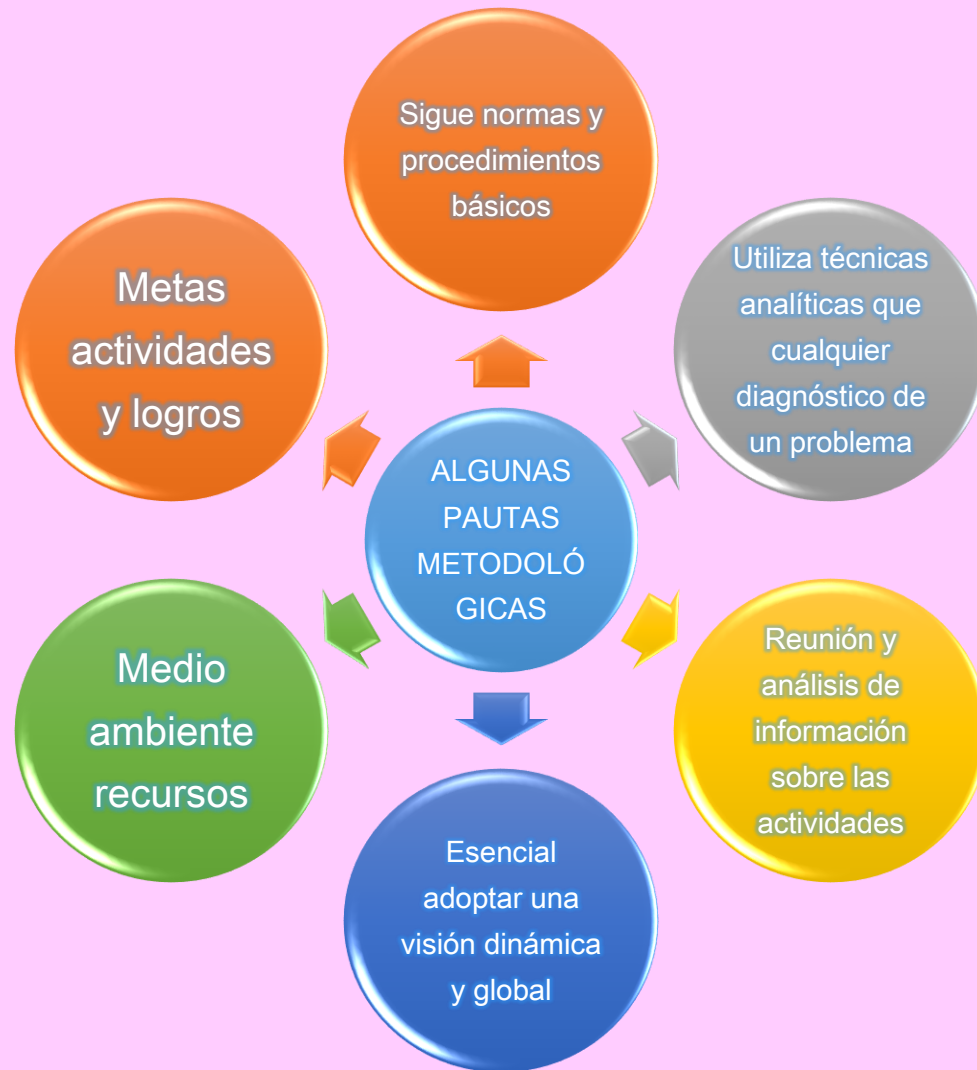 Sigue normas y
procedimientos
básicos
Utiliza técnicas
analíticas que
cualquier
diagnóstico de
un problema
Reunión y
análisis de
información
sobre las
actividades
Esencial
adoptar una
visión dinámica
y global
Medio
ambiente
recursos
Metas
actividades
y logros
ALGUNAS
PAUTAS
METODOLÓ
GICAS